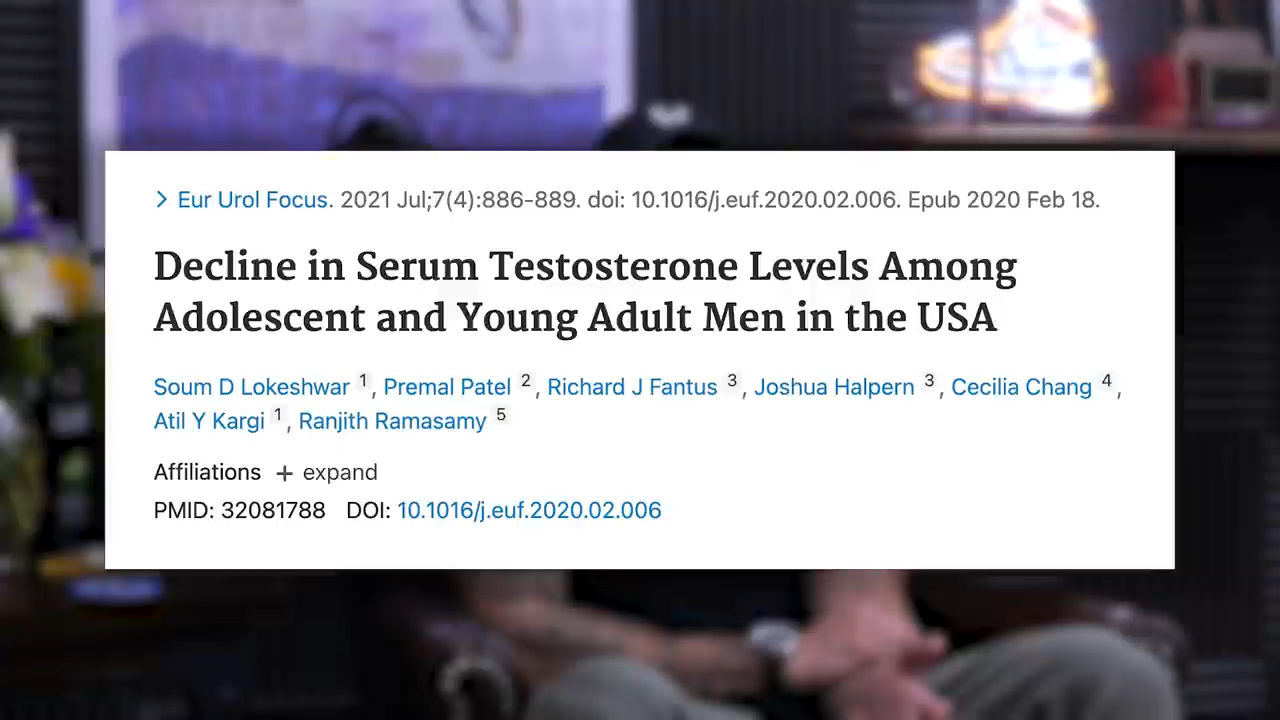 > Eur Urol Focus. 2021 Jul;7(4):886-889. doi: 10.1016/j.euf.2020.02.006. Epub 2020 Feb 18.
Decline in Serum Testosterone Levels Among
Adolescent and Young Adult Men in the USA
Soum D Lokeshwar 1, Premal Patel 2, Richard J Fantus 3, Joshua Halpern 3, Cecilia Chang 4,
Atil Y Kargi 1, Ranjith Ramasamy 5
Affiliations + expand
PMID: 32081788 DOI: 10.1016/j.euf.2020.02.006